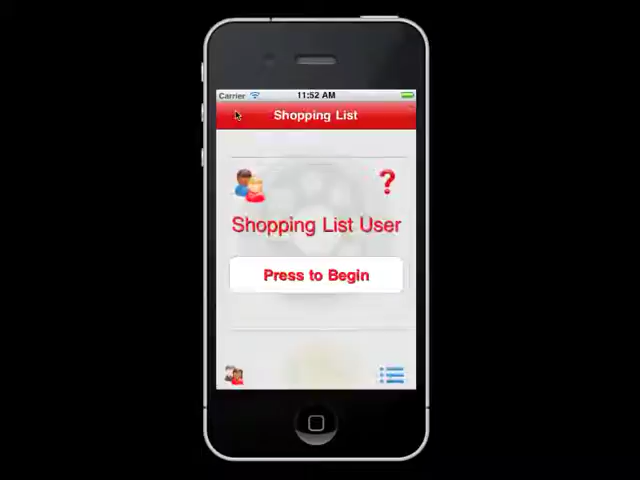 Carrier 11:52 AM
Shopping List
?
Shopping List User
Press to Begin